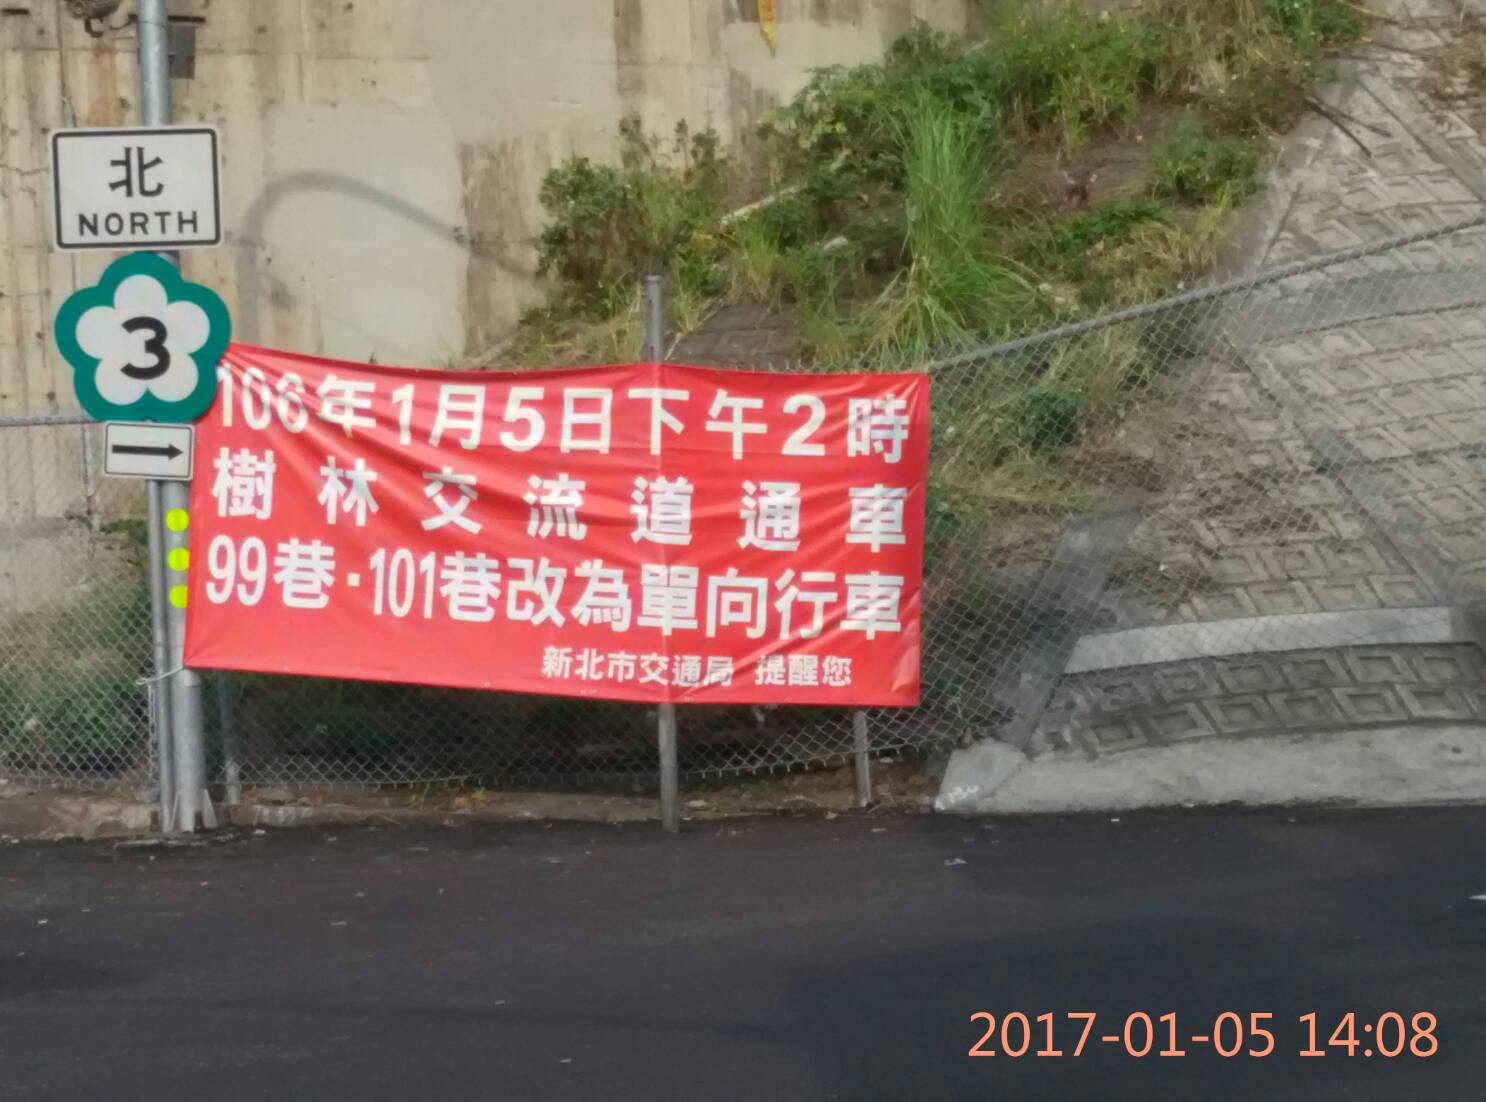 北
NORTH
3
106年1月5日下午2時
樹林交流道通車
99巷·101巷改為單向行車
新北市交通局 提醒您
2017-01-05 14:08